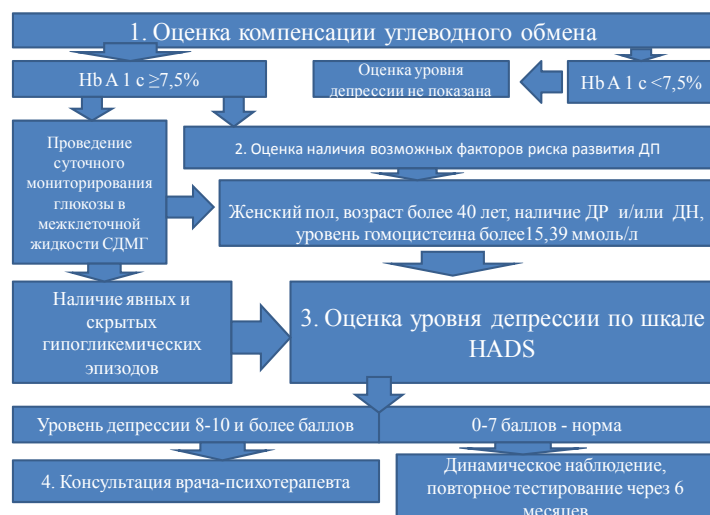 1. Оценка компенсации углеводного обмена
Hb A 1 c ≥7,5%
Оценка уровня
депрессии не показана
Hb A 1 c <7,5%
Проведение
суточного
мониторирования
глюкозы в
межклеточной
жидкости СДМГ
2. Оценка наличия возможных факторов риска развития ДП
Женский пол, возраст более 40 лет, наличие ДР и/или ДН,
уровень гомоцистеина более15,39 ммоль/л
Наличие явных и
скрытых
гипогликемических
эпизодов
3. Оценка уровня депрессии по шкале
HADS
Уровень депрессии 8-10 и более баллов
0-7 баллов - норма
4. Консультация врача-психотерапевта
Динамическое наблюдение,
повторное тестирование через 6
месяцев